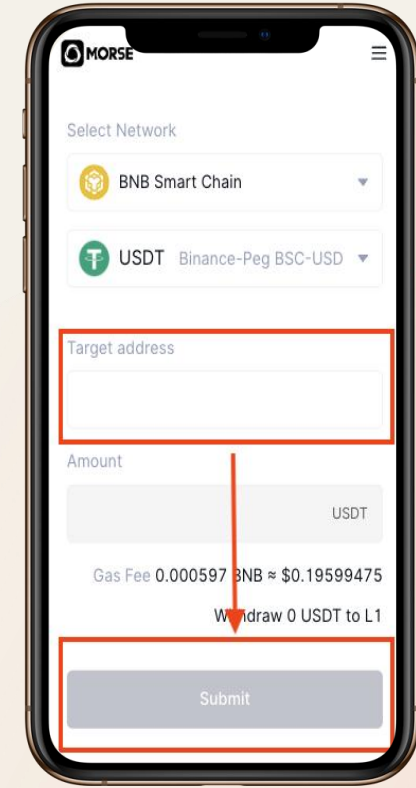 MORSE
Select Network
BNB Smart Chain
USDT Binance-Peg BSC-USD
Target address
Amount
USDT
Gas Fee 0.000597 BNB ≈ $0.19599475
Withdraw 0 USDT to L1
Submit